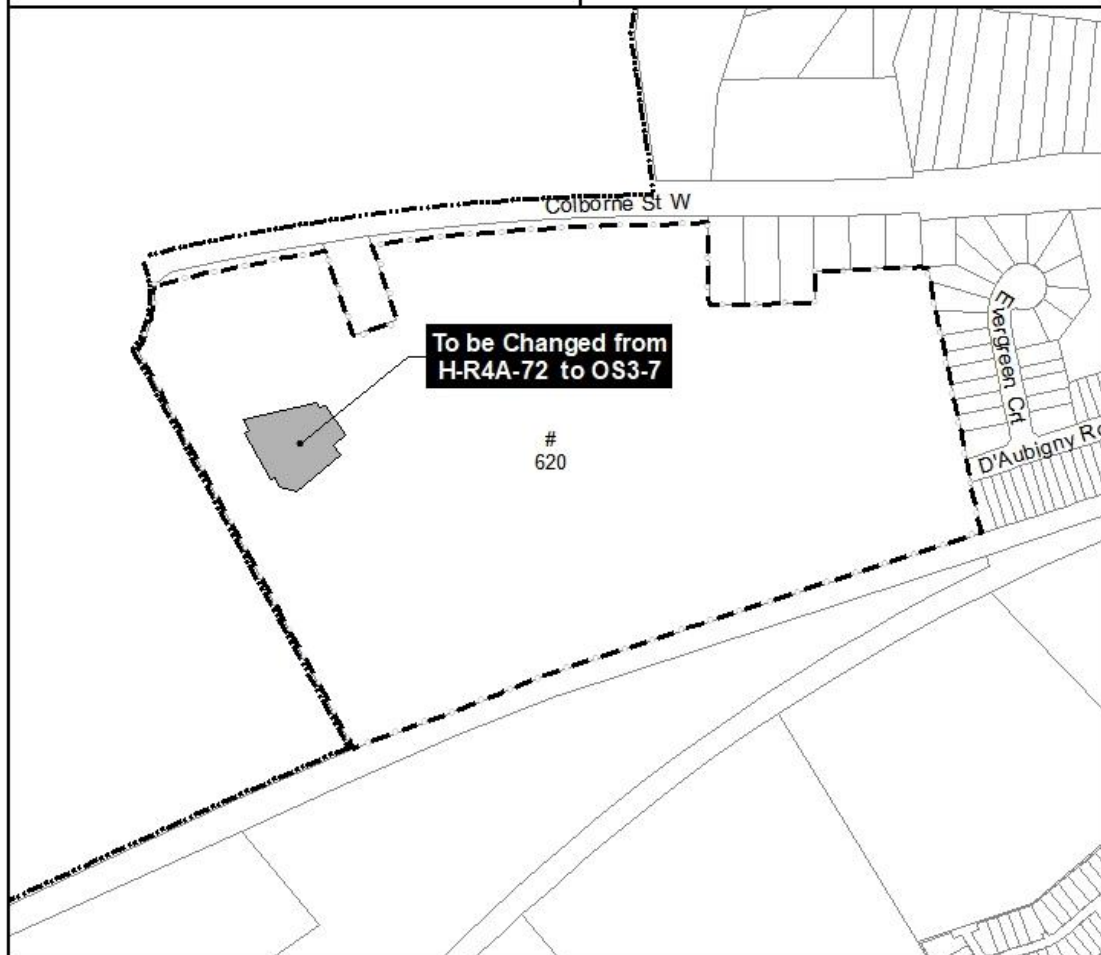 Colborne St W
To be Changed from
H-R4A-72 to OS3-7
#
620
Evergreen Crt
D'Aubigny Ro